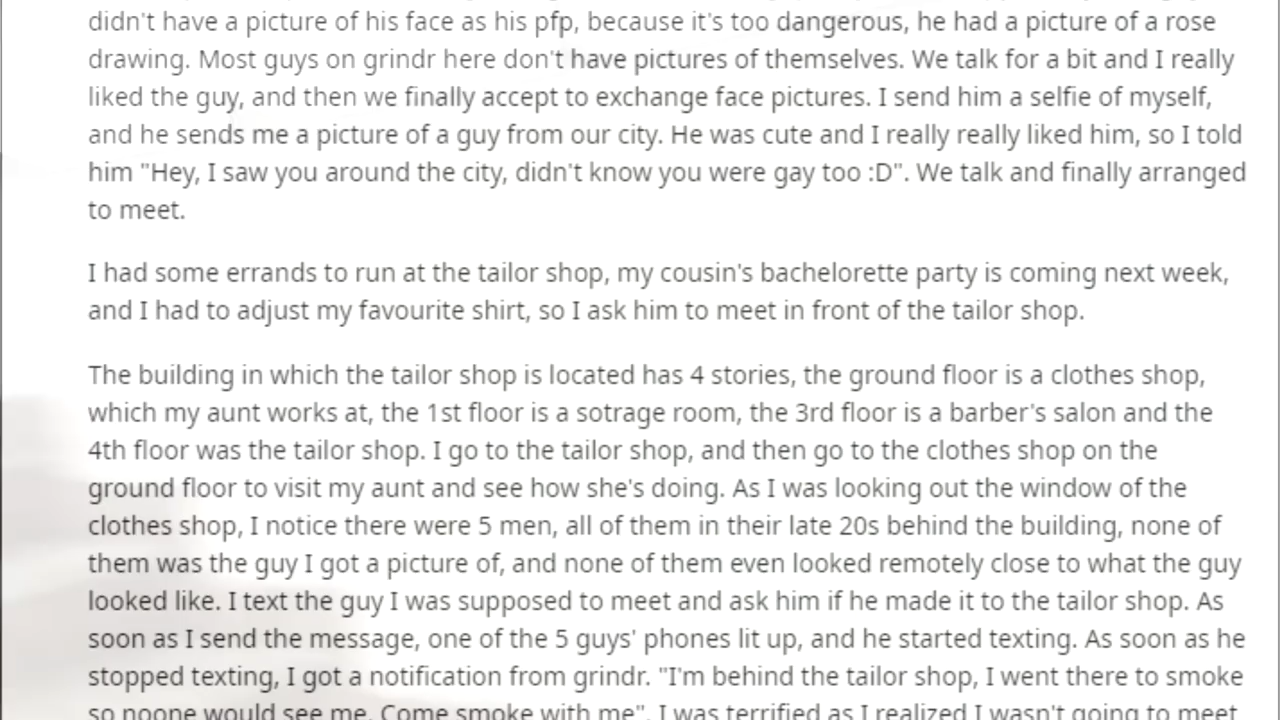 didn't have a picture of his face as his pfp, because it's too dangerous, he had a picture of a rose
drawing. Most guys on grindr here don't have pictures of themselves. We talk for a bit and I really
liked the guy, and then we finally accept to exchange face pictures. I send him a selfie of myself,
and he sends me a picture of a guy from our city. He was cute and I really really liked him, so I told
him "Hey, I saw you around the city, didn't know you were gay too :D". We talk and finally arranged
to meet.
I had some errands to run at the tailor shop, my cousin's bachelorette party is coming next week,
and I had to adjust my favourite shirt, so I ask him to meet in front of the tailor shop.
The building in which the tailor shop is located has 4 stories, the ground floor is a clothes shop,
which my aunt works at, the 1st floor is a sotrage room, the 3rd floor is a barber's salon and the
4th floor was the tailor shop. I go to the tailor shop, and then go to the clothes shop on the
ground floor to visit my aunt and see how she's doing. As I was looking out the window of the
clothes shop, I notice there were 5 men, all of them in their late 20s behind the building, none of
them was the guy I got a picture of, and none of them even looked remotely close to what the guy
looked like. I text the guy I was supposed to meet and ask him if he made it to the tailor shop. As
soon as I send the message, one of the 5 guys' phones lit up, and he started texting. As soon as he
stopped texting, I got a notification from grindr. "I'm behind the tailor shop, I went there to smoke
so noone would see me. Come smoke with me". I was terrified as I realized I wasn't going to meet